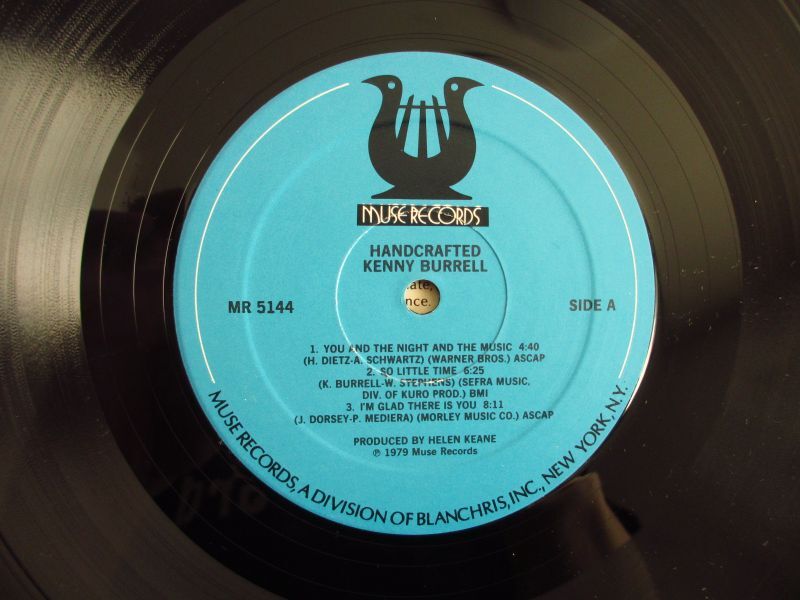 MUSE RECORDS
HANDCRAFTED
KENNY BURRELL
ate,
nce.
MR 5144
SIDE A
1. YOU AND THE NIGHT AND THE MUSIC 4:40
(H. DIETZ-A. SCHWARTZ) (WARNER BROS.) ASCAP
2. SO LITTLE TIME 6:25
(K. BURRELL-W. STEPHENS) (SEFRA MUSIC,
DIV. OF KURO PROD.) BMI
3. I'M GLAD THERE IS YOU 8:11
(J. DORSEY-P. MEDIERA) (MORLEY MUSIC CO.) ASCAP
PRODUCED BY HELEN KEANE
℗ 1979 Muse Records
MUSE RECORDS, A DIVISION OF BLANCHRIS, INC., NEW YORK, N.Y.